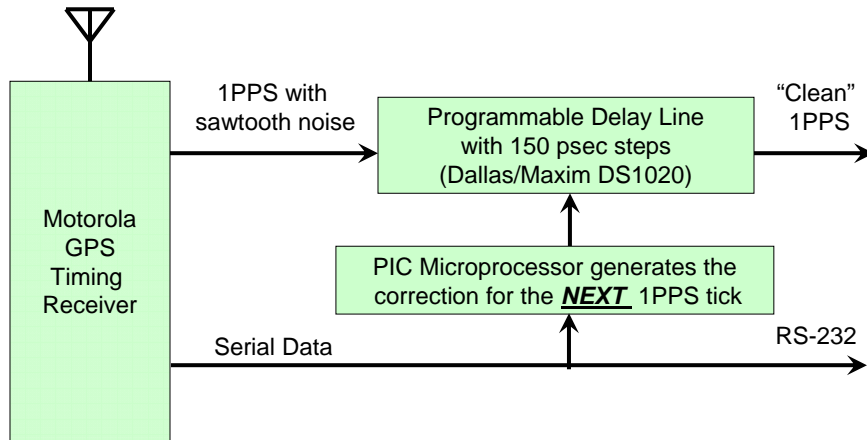 1PPS with
sawtooth noise
Programmable Delay Line
with 150 psec steps
(Dallas/Maxim DS1020)
“Clean”
1PPS
Motorola
GPS
Timing
Receiver
PIC Microprocessor generates the
correction for the NEXT 1PPS tick
Serial Data
RS-232